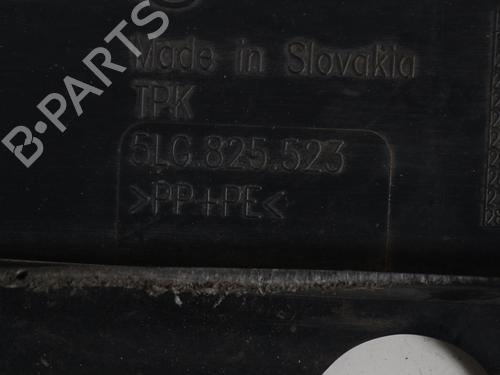 B-PARTS
Made in Slovakia
TPK
5LG.825.523
>PP+PE<